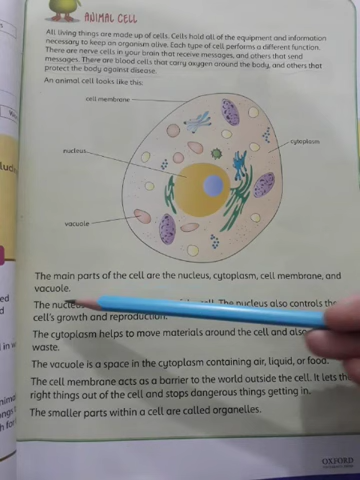 ANIMAL CELL
All living things are made up of cells. Cells hold all of the equipment and information
necessary to keep an organism alive. Each type of cell performs a different function.
There are nerve cells that receive messages, and others that send
messages. There are blood cells that carry oxygen around the body, and others that
protect the body against disease.
An animal cell looks like this:
cell membrane
cytoplasm
nucleus
vacuole
The main parts of the cell are the nucleus, cytoplasm, cell membrane, and
vacuole.
The nucleus cell. The nucleus also controls the
cell's growth and reproduction.
The cytoplasm helps to move materials around the cell and also
waste.
The vacuole is a space in the cytoplasm containing air, liquid, or food.
The cell membrane acts as a barrier to the world outside the cell. It lets the
right things out of the cell and stops dangerous things getting in.
The smaller parts within a cell are called organelles.
OXFORD